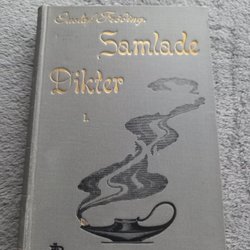 Gustaf Fröding.
Samlade
Dikter
I.